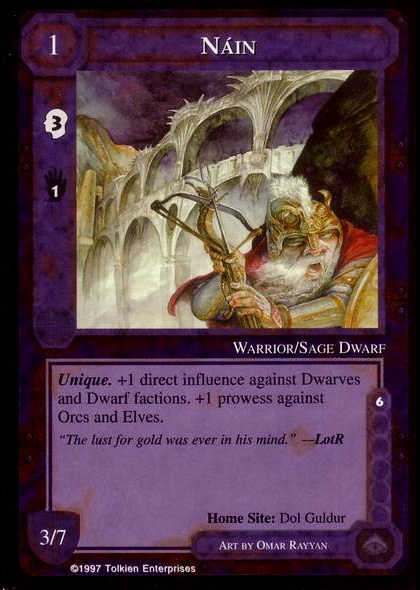 1
NÁIN
3
1
WARRIOR/SAGE DWARF
Unique. +1 direct influence against Dwarves
and Dwarf factions. +1 prowess against
Orcs and Elves.
6
“The lust for gold was ever in his mind.” —LotR
Home Site: Dol Guldur
3/7
ART BY OMAR RAYYAN
©1997 Tolkien Enterprises